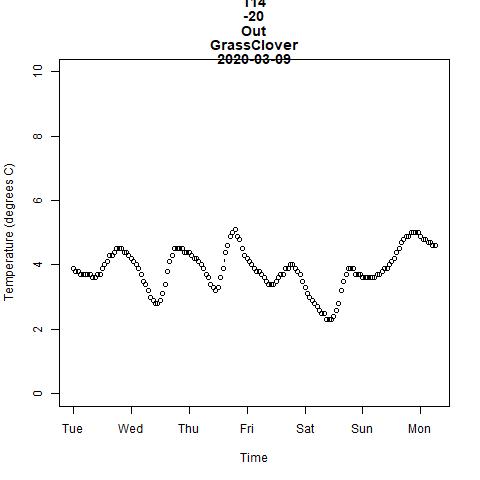 114
-20
Out
GrassClover
2020-03-09
Temperature (degrees C)
10
8
6
4
2
0
Tue Wed Thu Fri Sat Sun Mon
Time